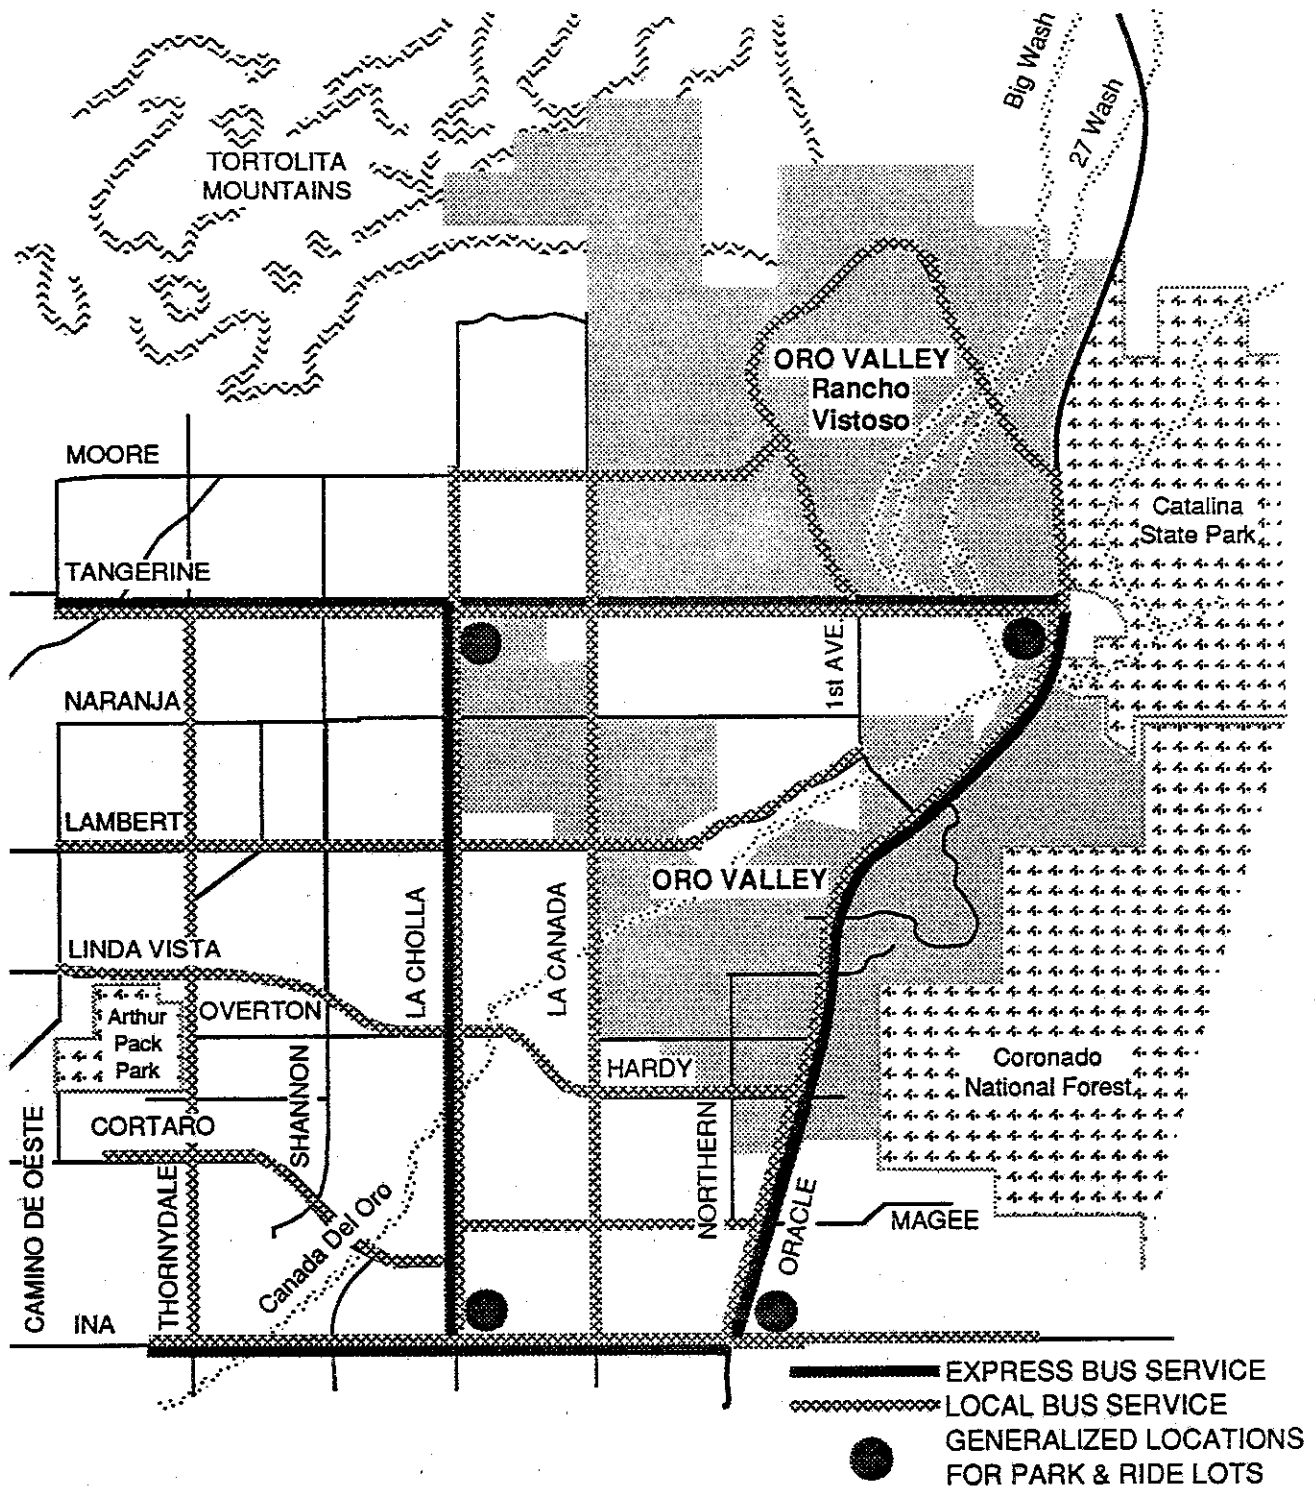 Big Wash
27 Wash
TORTOLITA
MOUNTAINS
ORO VALLEY
Rancho
Vistoso
MOORE
Catalina
State Park
TANGERINE
1st AVE.
NARANJA
LAMBERT
ORO VALLEY
LA CHOLLA
LA CANADA
LINDA VISTA
OVERTON
Arthur
Pack
Park
SHANNON
HARDY
Coronado
National Forest
CORTARO
CAMINO DE OESTE
THORNYDALE
Canada Del Oro
NORTHERN
ORACLE
MAGEE
INA
EXPRESS BUS SERVICE
LOCAL BUS SERVICE
GENERALIZED LOCATIONS
FOR PARK & RIDE LOTS